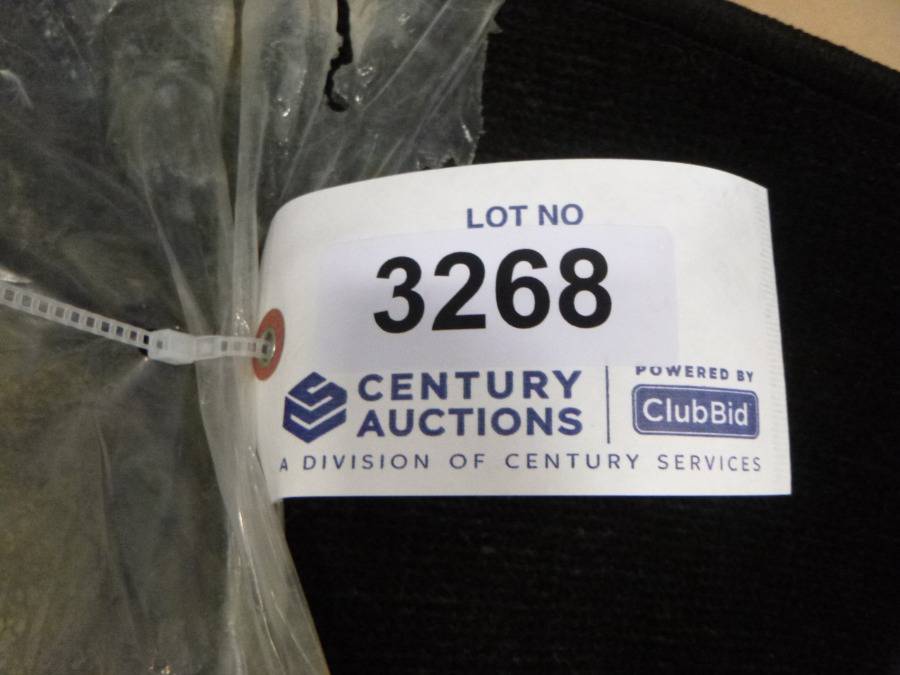 LOT NO
3268
CENTURY
AUCTIONS
POWERED BY
ClubBid
A DIVISION OF CENTURY SERVICES